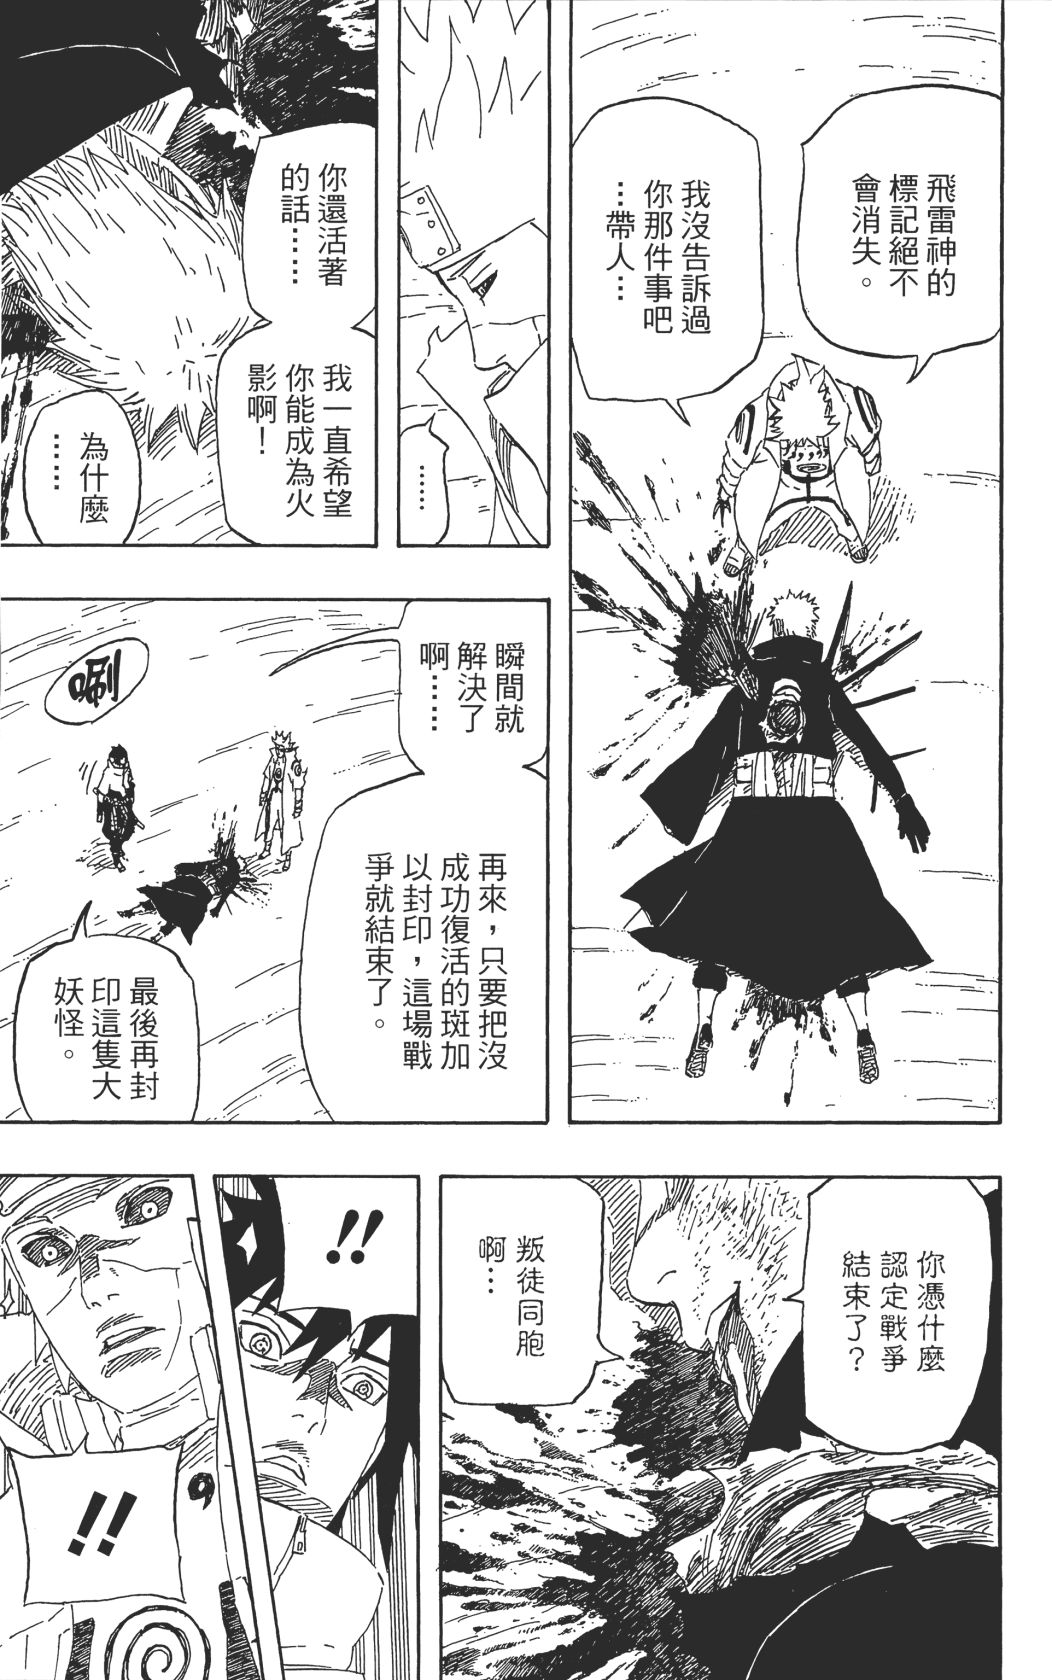 飛雷神的
標記絕不
會消失。
我沒告訴過
你那件事吧
…帶人…
……
你還活著
的話……
我一直希望
你能成為火
影啊！
為什麼
……
瞬間就
解決了
啊……
再來，只要把沒
成功復活的斑加
以封印，這場戰
爭就結束了。
唰
最後再封
印這隻大
妖怪。
你憑什麼
認定戰爭
結束了？
叛徒同胞
啊…
!!
!!